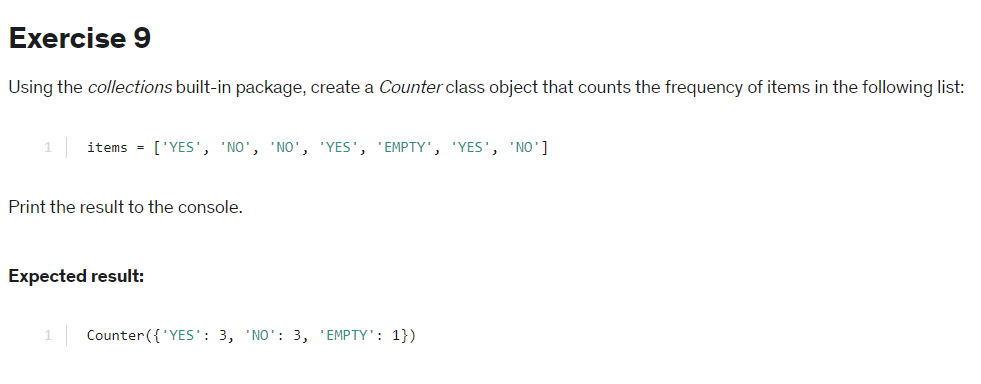 Exercise 9
Using the collections built-in package, create a Counter class object that counts the frequency of items in the following list:
1 items = ['YES', 'NO', 'NO', 'YES', 'EMPTY', 'YES', 'NO']
Print the result to the console.
Expected result:
1 Counter({'YES': 3, 'NO': 3, 'EMPTY': 1})